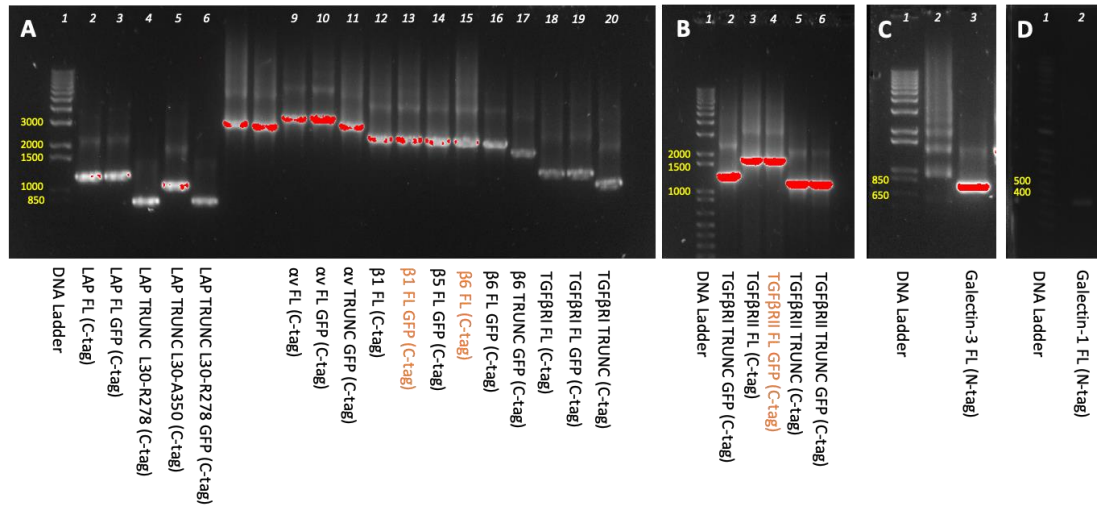 A
1 2 3 4 5 6 9 10 11 12 13 14 15 16 17 18 19 20
3000
2000
1500
1000
850
DNA Ladder
LAP FL (C-tag)
LAP FL GFP (C-tag)
LAP TRUNC L30-R278 (C-tag)
LAP TRUNC L30-A350 (C-tag)
LAP TRUNC L30-R278 GFP (C-tag)
αv FL (C-tag)
αv FL GFP (C-tag)
αv TRUNC GFP (C-tag)
β1 FL (C-tag)
β1 FL GFP (C-tag)
β5 FL GFP (C-tag)
β6 FL (C-tag)
β6 FL GFP (C-tag)
β6 TRUNC GFP (C-tag)
TGFβRI FL (C-tag)
TGFβRI FL GFP (C-tag)
TGFβRI TRUNC (C-tag)
B
1 2 3 4 5 6
2000
1500
1000
DNA Ladder
TGFβRI TRUNC GFP (C-tag)
TGFβRII FL (C-tag)
TGFβRII FL GFP (C-tag)
TGFβRII TRUNC (C-tag)
TGFβRII TRUNC GFP (C-tag)
C
1 2 3
850
650
DNA Ladder
Galectin-3 FL (N-tag)
D
1 2
500
400
DNA Ladder
Galectin-1 FL (N-tag)